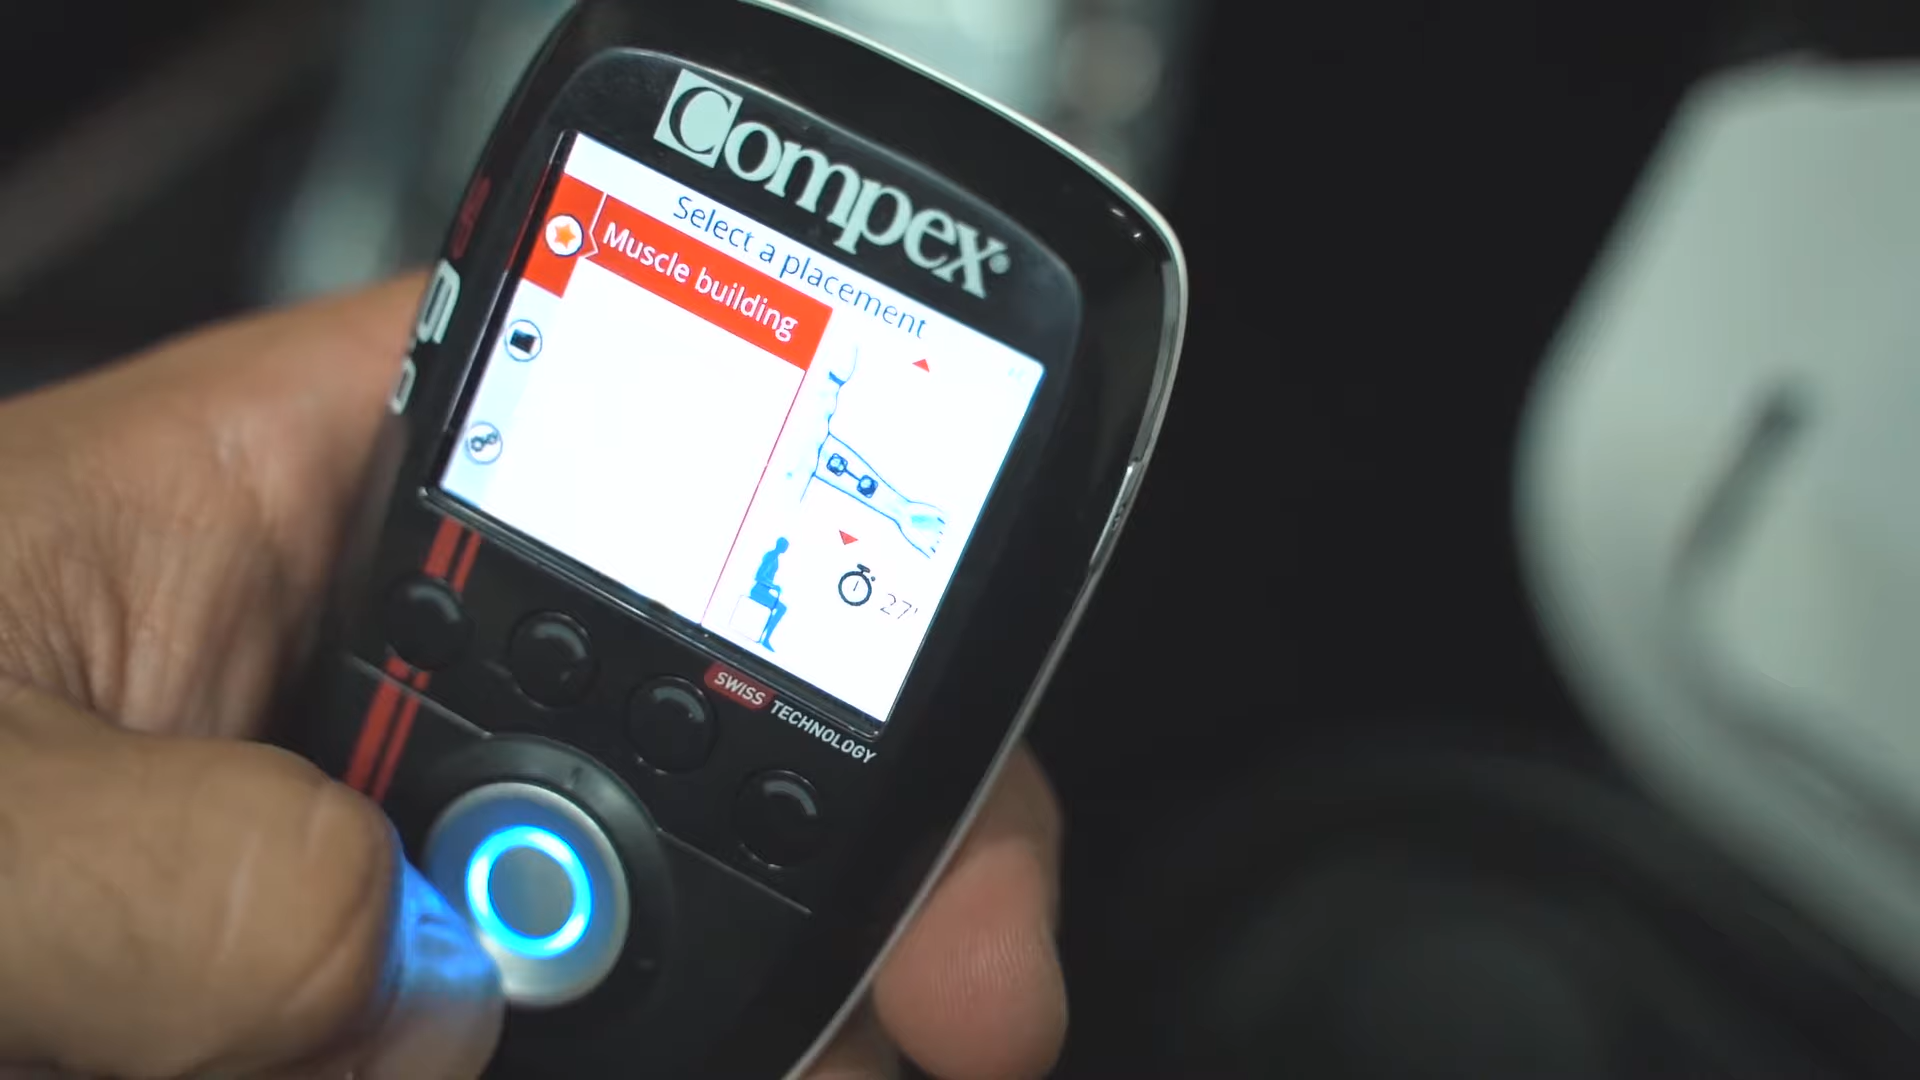 Compex®
Select a placement
Muscle building
27'
SWISS
TECHNOLOGY